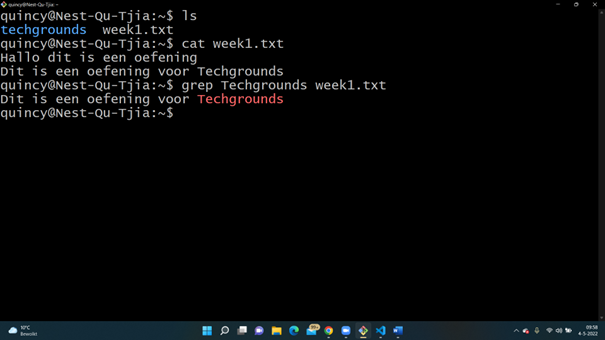 quincy@Nest-Qu-Tjia: ~
quincy@Nest-Qu-Tjia:~$ ls
techgrounds week1.txt
quincy@Nest-Qu-Tjia:~$ cat week1.txt
Hallo dit is een oefening
Dit is een oefening voor Techgrounds
quincy@Nest-Qu-Tjia:~$ grep Techgrounds week1.txt
Dit is een oefening voor Techgrounds
quincy@Nest-Qu-Tjia:~$
10°C
Bewolkt
99+
09:58
4-5-2022